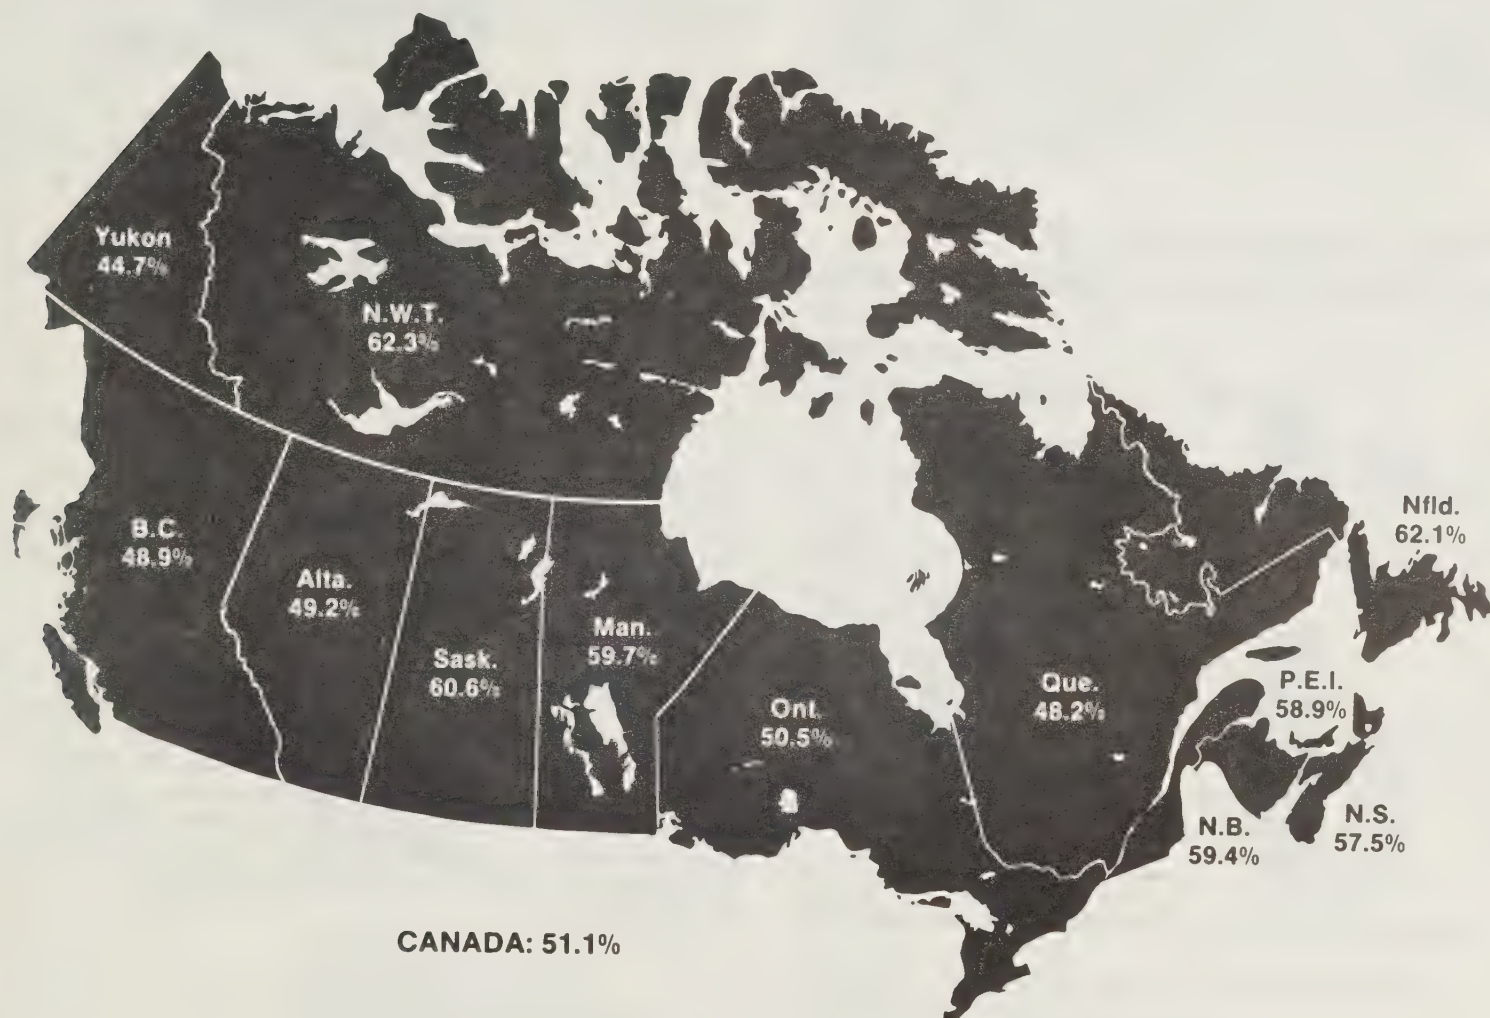 Yukon
44.7%
N.W.T.
62.3%
B.C.
48.9%
Alta.
49.2%
Sask.
60.6%
Man.
59.7%
Ont.
50.5%
Que.
48.2%
Nfld.
62.1%
P.E.I.
58.9%
N.B.
59.4%
N.S.
57.5%
CANADA: 51.1%